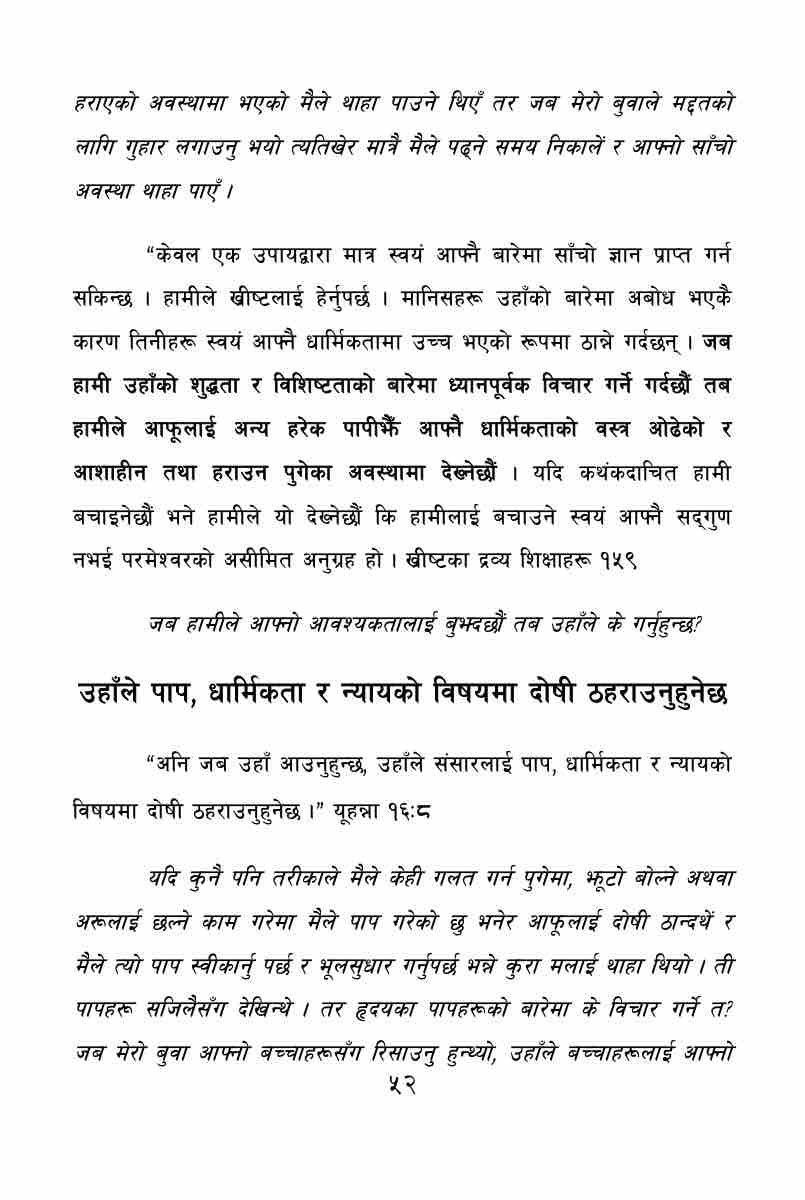 हराएको अवस्थामा भएको मैले थाहा पाउने थिएँ तर जब मेरो बुवाले मद्दतको
लागि गुहार लगाउनु भयो त्यतिखेर मात्रै मैले पढ्ने समय निकालें र आफ्नो साँचो
अवस्था थाहा पाएँ ।
“केवल एक उपायद्वारा मात्र स्वयं आफ्नै बारेमा साँचो ज्ञान प्राप्त गर्न
सकिन्छ । हामीले ख्रीष्टलाई हेर्नुपर्छ । मानिसहरू उहाँको बारेमा अबोध भएकै
कारण तिनीहरू स्वयं आफ्नै धार्मिकतामा उच्च भएको रूपमा ठान्ने गर्दछन् । जब
हामी उहाँको शुद्धता र विशिष्टताको बारेमा ध्यानपूर्वक विचार गर्ने गर्दछौं तब
हामीले आफूलाई अन्य हरेक पापीझैं आफ्नै धार्मिकताको वस्त्र ओढेको र
आशाहीन तथा हराउन पुगेका अवस्थामा देख्नेछौं । यदि कथंकदाचित हामी
बचाइनेछौं भने हामीले यो देख्नेछौं कि हामीलाई बचाउने स्वयं आफ्नै सद्‌गुण
नभई परमेश्वरको असीमित अनुग्रह हो । ख्रीष्टका द्रव्य शिक्षाहरू १५९
जब हामीले आफ्नो आवश्यकतालाई बुझ्दछौं तब उहाँले के गर्नुहुन्छ?
उहाँले पाप, धार्मिकता र न्यायको विषयमा दोषी ठहराउनुहुनेछ
“अनि जब उहाँ आउनुहुन्छ, उहाँले संसारलाई पाप, धार्मिकता र न्यायको
विषयमा दोषी ठहराउनुहुनेछ ।” यूहन्ना १६:८
यदि कुनै पनि तरीकाले मैले केही गलत गर्न पुगेमा, झूटो बोल्ने अथवा
अरूलाई छल्ने काम गरेमा मैले पाप गरेको छु भनेर आफूलाई दोषी ठान्दथें र
मैले त्यो पाप स्वीकार्नु पर्छ र भूलसुधार गर्नुपर्छ भन्ने कुरा मलाई थाहा थियो । ती
पापहरू सजिलैसँग देखिन्थे । तर हृदयका पापहरूको बारेमा के विचार गर्ने त?
जब मेरो बुवा आफ्नो बच्चाहरूसँग रिसाउनु हुन्थ्यो, उहाँले बच्चाहरूलाई आफ्नो
५२